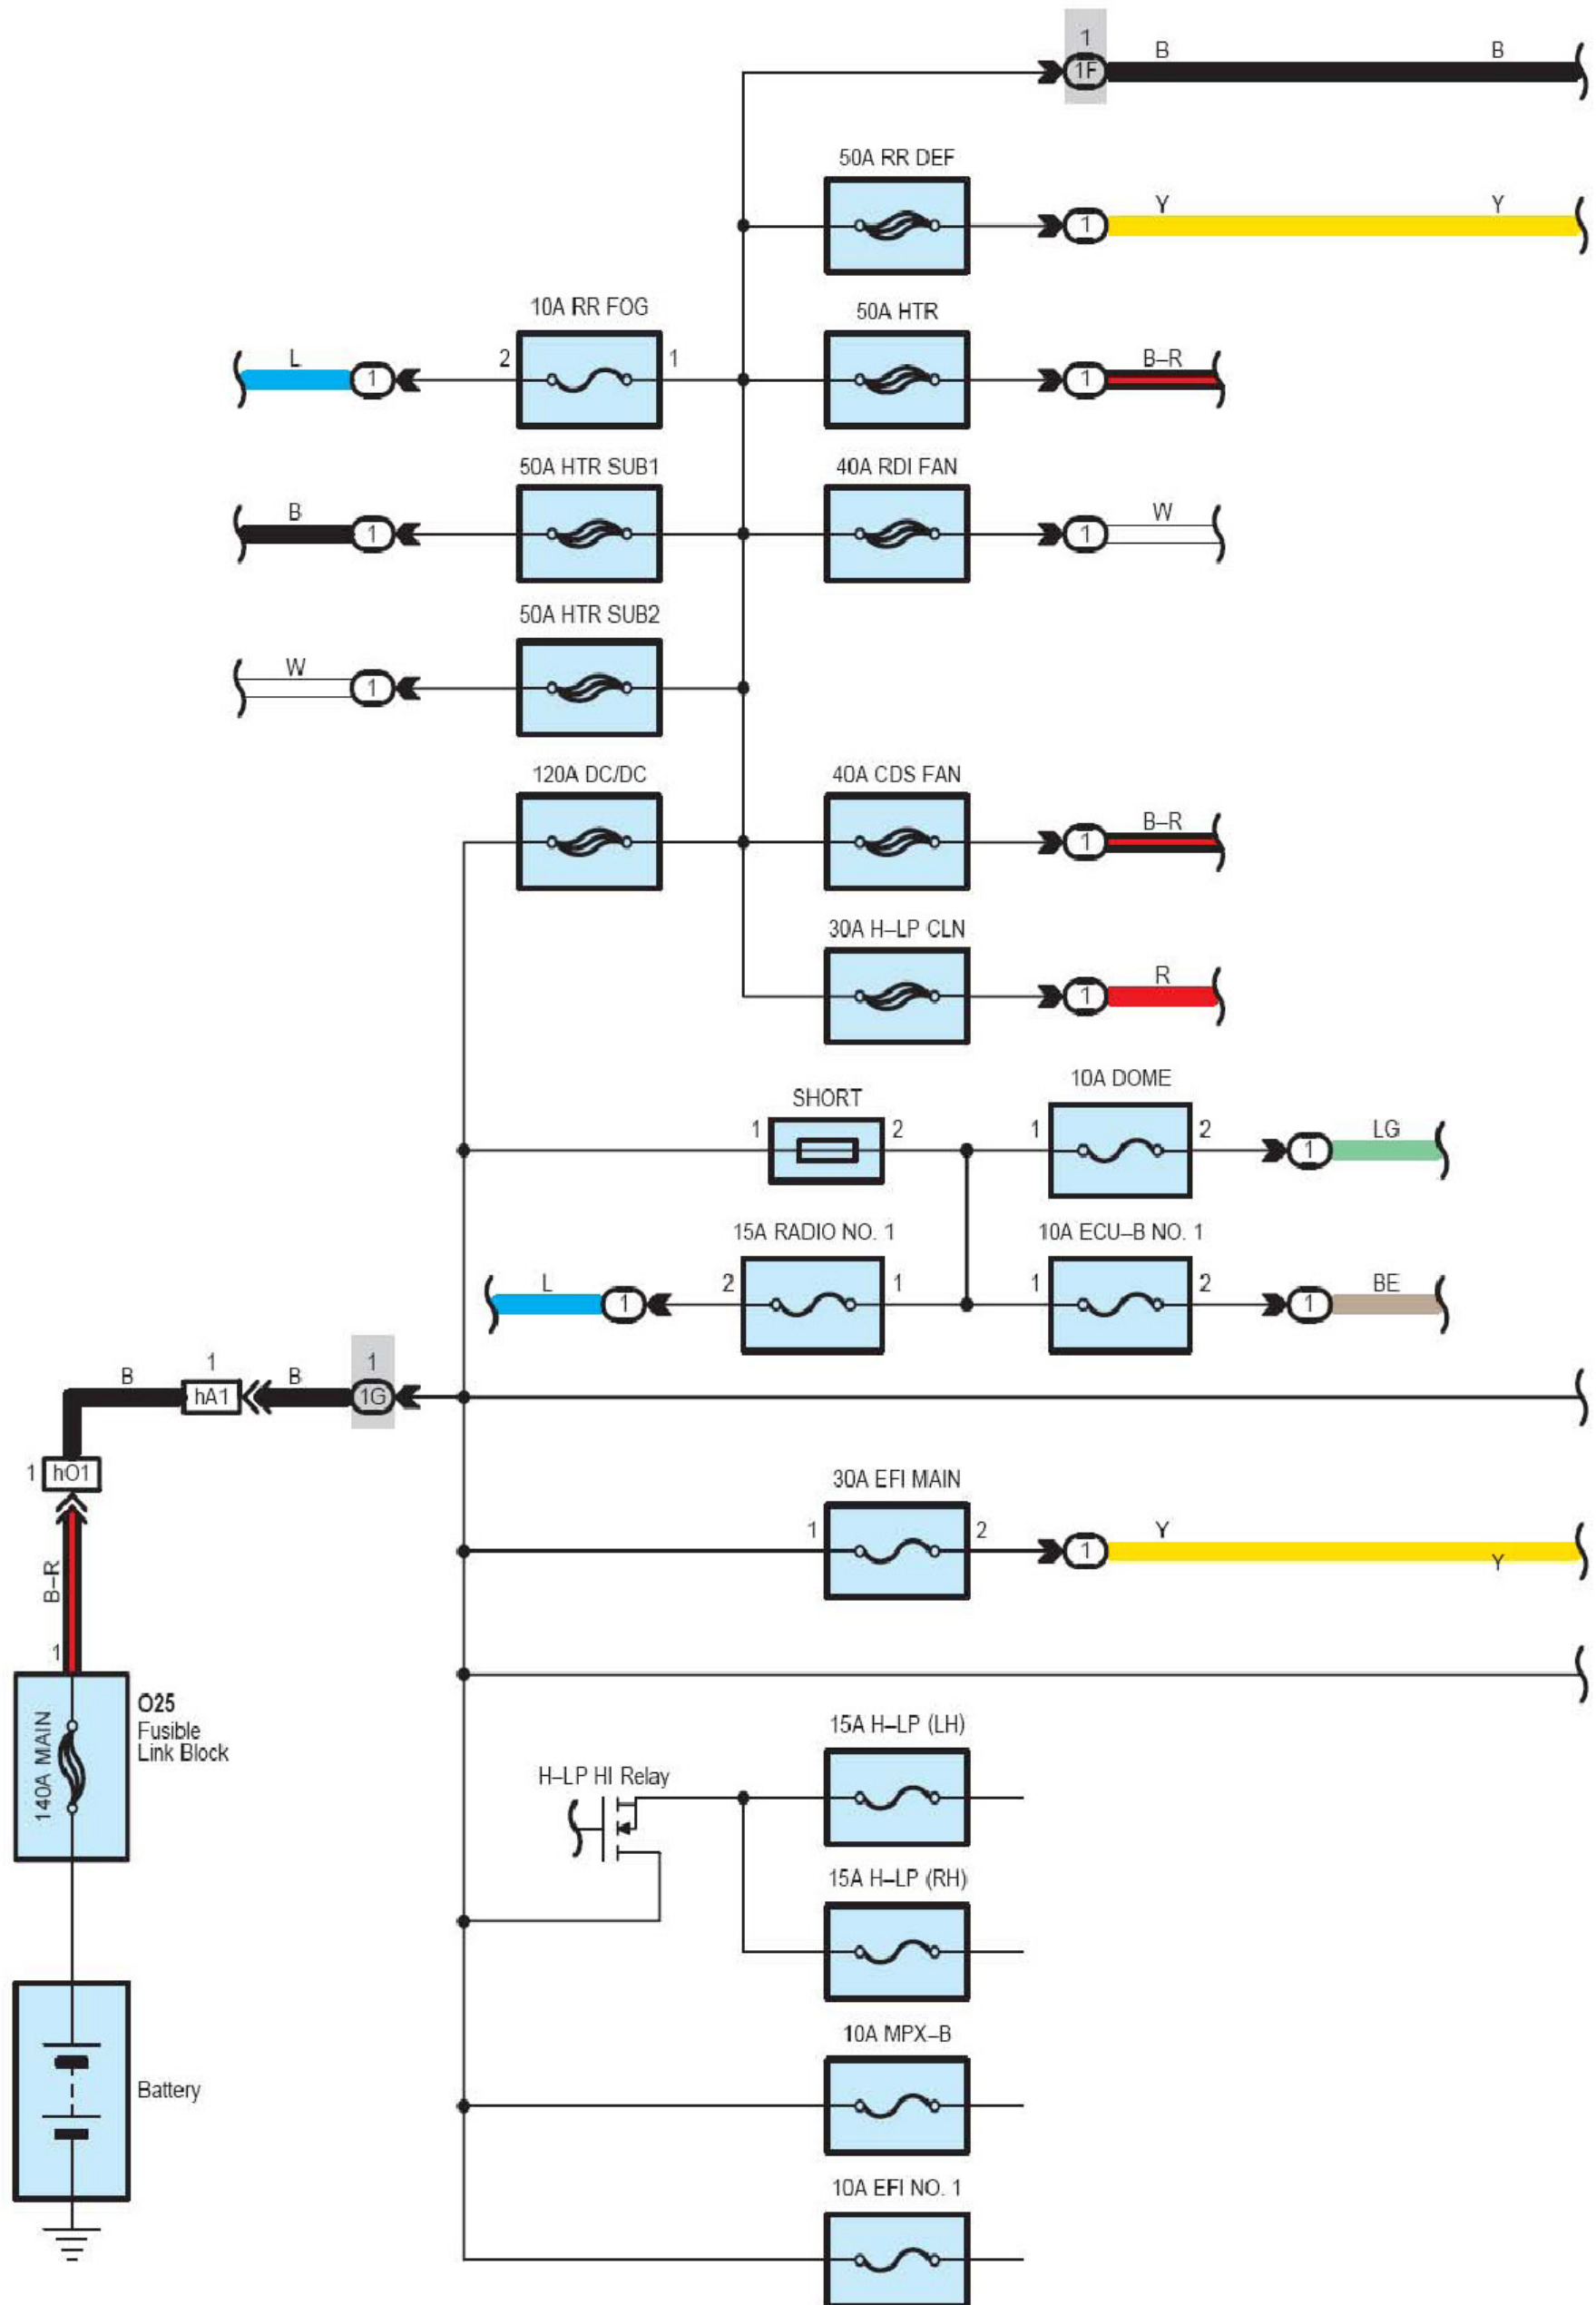 1
1F
B B
50A RR DEF
1
Y Y
10A RR FOG
50A HTR
L
1
2
1
1
B–R
50A HTR SUB1
40A RDI FAN
B
1
1
W
50A HTR SUB2
W
1
120A DC/DC
40A CDS FAN
1
B–R
30A H–LP CLN
1
R
SHORT
10A DOME
1
2
1
2
1
LG
15A RADIO NO. 1
10A ECU–B NO. 1
L
1
2
1
1
2
1
BE
B
1
hA1
B
1
1G
1
hO1
30A EFI MAIN
1
2
1
Y
Y
B–R
1
140A MAIN
O25
Fusible
Link Block
15A H–LP (LH)
H–LP HI Relay
15A H–LP (RH)
10A MPX–B
Battery
10A EFI NO. 1